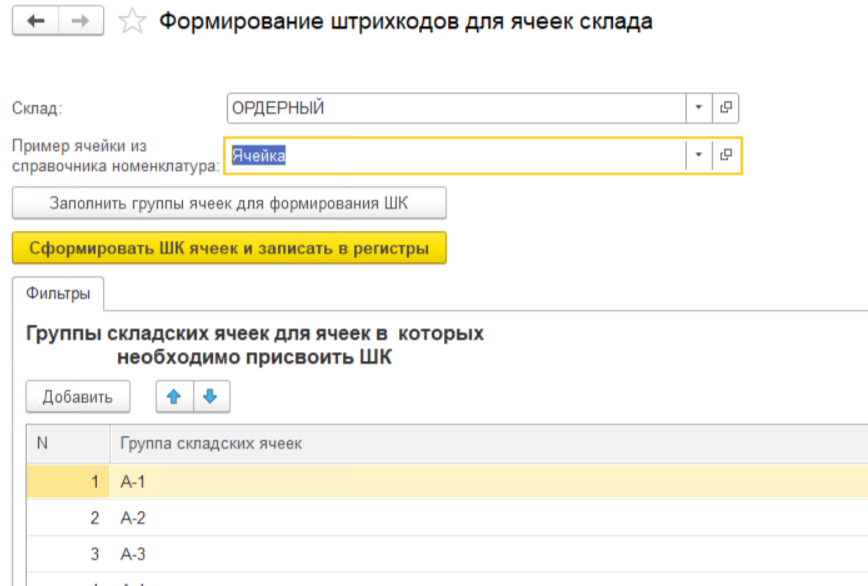 Формирование штрихкодов для ячеек склада
Склад:
ОРДЕРНЫЙ
Пример ячейки из
справочника номенклатура:
Ячейка
Заполнить группы ячеек для формирования ШК
Сформировать ШК ячеек и записать в регистры
Фильтры
Группы складских ячеек для ячеек в которых
необходимо присвоить ШК
Добавить
N Группа складских ячеек
1 А-1
2 А-2
3 А-3